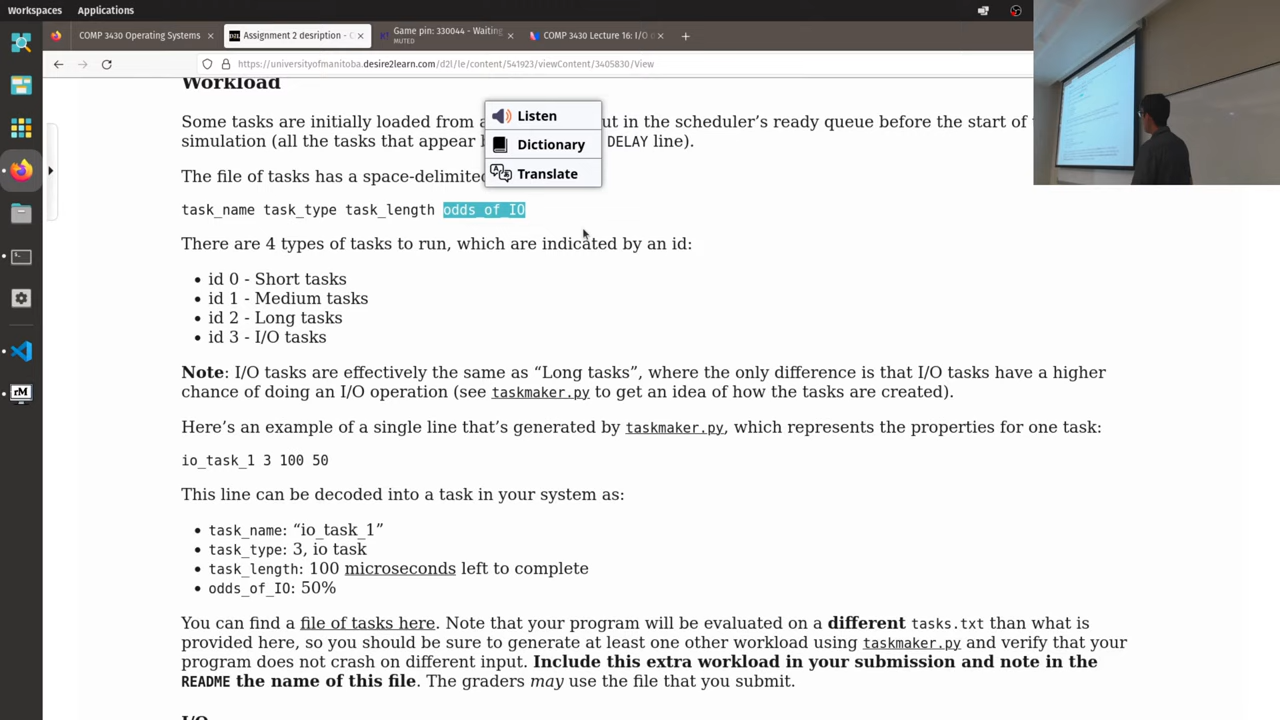 Workspaces Applications
COMP 3430 Operating Systems × Assignment 2 desription - × Game pin: 330044 - Waiting × COMP 3430 Lecture 16: I/O × +
MUTED
https://universityofmanitoba.desire2learn.com/d2l/le/content/541923/viewContent/3405830/View
Workload
Listen
Dictionary
Translate
Some tasks are initially loaded from ut in the scheduler’s ready queue before the start of
simulation (all the tasks that appear DELAY line).
The file of tasks has a space-delimited
task_name task_type task_length odds_of_IO
There are 4 types of tasks to run, which are indicated by an id:
• id 0 - Short tasks
• id 1 - Medium tasks
• id 2 - Long tasks
• id 3 - I/O tasks
Note: I/O tasks are effectively the same as “Long tasks”, where the only difference is that I/O tasks have a higher
chance of doing an I/O operation (see taskmaker.py to get an idea of how the tasks are created).
Here’s an example of a single line that’s generated by taskmaker.py, which represents the properties for one task:
io_task_1 3 100 50
This line can be decoded into a task in your system as:
• task_name: “io_task_1”
• task_type: 3, io task
• task_length: 100 microseconds left to complete
• odds_of_IO: 50%
You can find a file of tasks here. Note that your program will be evaluated on a different tasks.txt than what is
provided here, so you should be sure to generate at least one other workload using taskmaker.py and verify that your
program does not crash on different input. Include this extra workload in your submission and note in the
README the name of this file. The graders may use the file that you submit.
I/O
rM